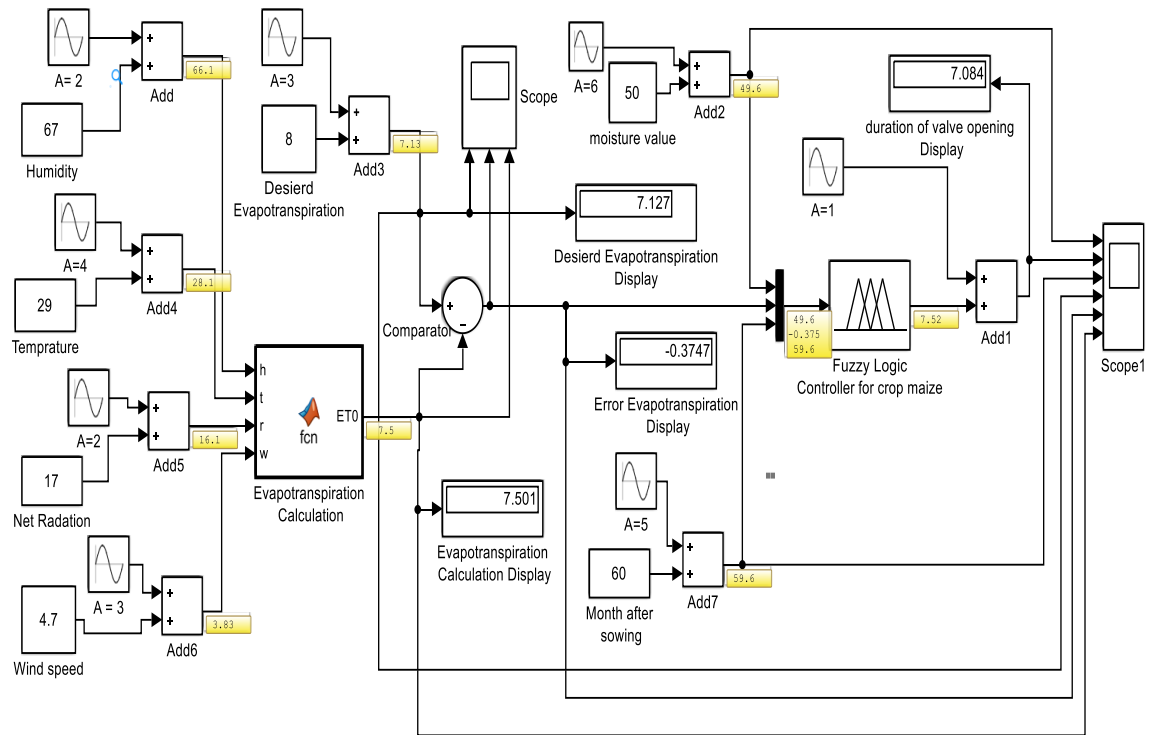 A= 2
66.1
Add
67
Humidity
A=3
8
Desierd
Evapotranspiration
7.13
Add3
Scope
A=6
50
moisture value
49.6
Add2
7.084
duration of valve opening
Display
A=1
7.127
Desierd Evapotranspiration
Display
A=4
29
Temprature
28.1
Add4
Comparator
+
−
49.6
-0.375
59.6
Fuzzy Logic
Controller for crop maize
7.52
Add1
Scope1
-0.3747
Error Evapotranspiration
Display
h
t
r
w
fcn
ET0
7.5
Evapotranspiration
Calculation
A=2
17
Net Radation
16.1
Add5
7.501
Evapotranspiration
Calculation Display
A=5
60
Month after
sowing
59.6
Add7
A = 3
4.7
Wind speed
3.83
Add6